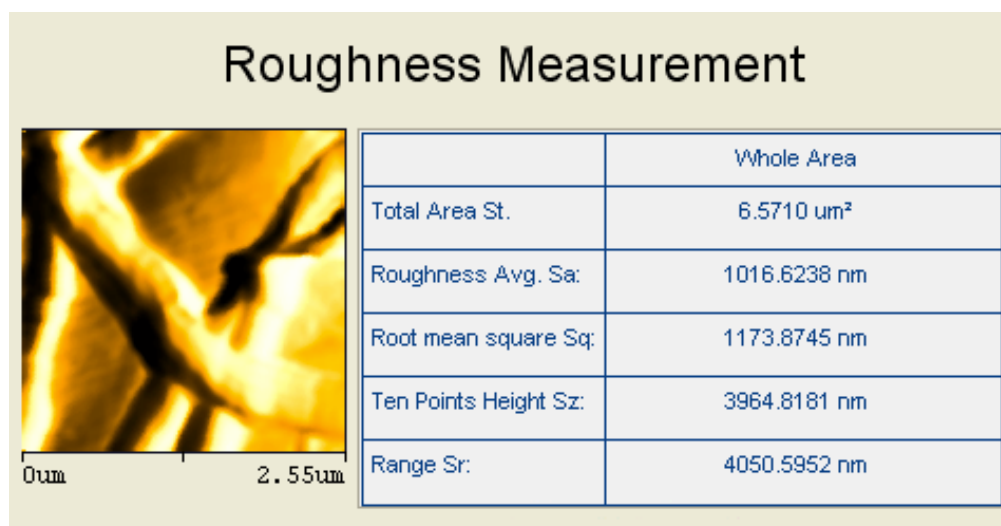 Roughness Measurement
Whole Area
Total Area St. 6.5710 um²
Roughness Avg. Sa: 1016.6238 nm
Root mean square Sq: 1173.8745 nm
Ten Points Height Sz: 3964.8181 nm
Range Sr: 4050.5952 nm
0um 2.55um